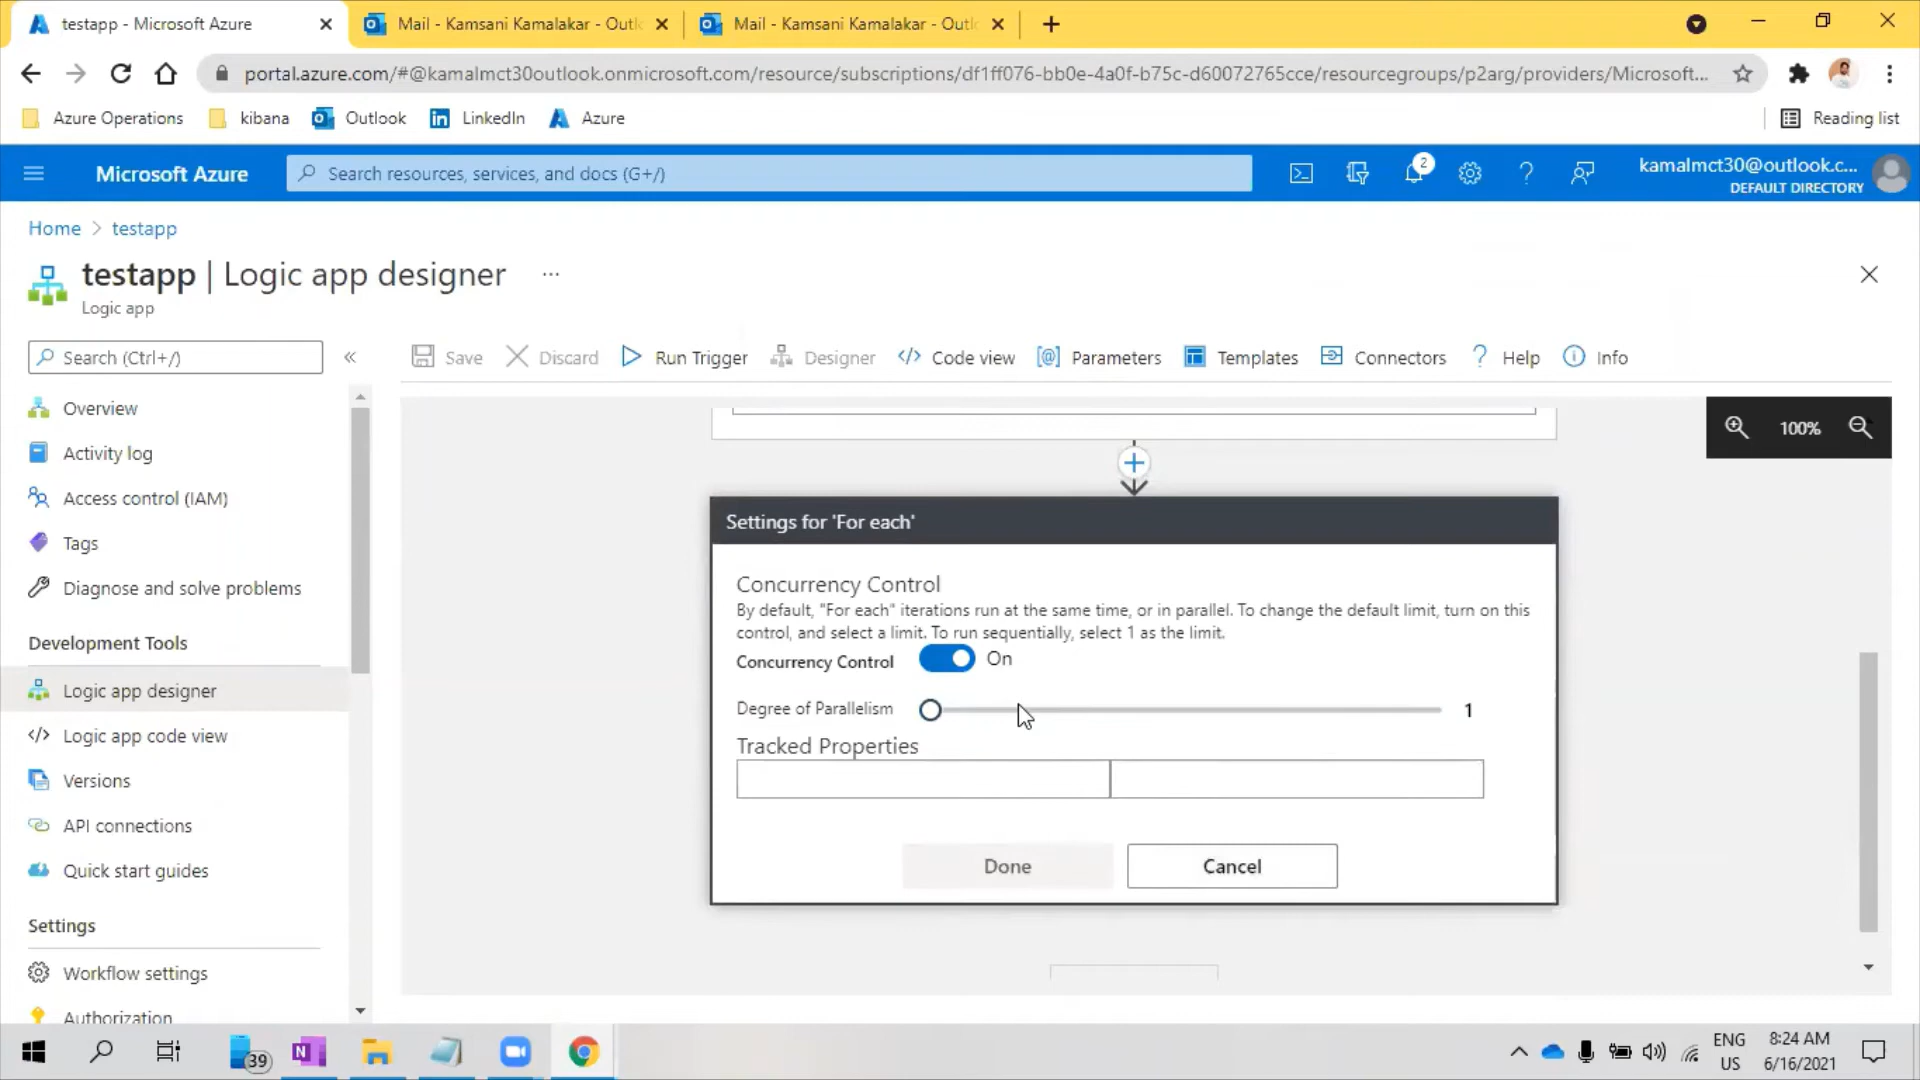 testapp - Microsoft Azure
Mail - Kamsani Kamalakar - Outl
Mail - Kamsani Kamalakar - Outl
portal.azure.com/#@kamalmct30outlook.onmicrosoft.com/resource/subscriptions/df1ff076-bb0e-4a0f-b75c-d60072765cce/resourcegroups/p2arg/providers/Microsoft...
Azure Operations
kibana
Outlook
LinkedIn
Azure
Reading list
Microsoft Azure
Search resources, services, and docs (G+/)
2
kamalmct30@outlook.c...
DEFAULT DIRECTORY
Home > testapp
testapp | Logic app designer ...
Logic app
Search (Ctrl+/)
«
Save
Discard
Run Trigger
Designer
Code view
Parameters
Templates
Connectors
Help
Info
Overview
Activity log
Access control (IAM)
Tags
Diagnose and solve problems
Development Tools
Logic app designer
Logic app code view
Versions
API connections
Quick start guides
Settings
Workflow settings
Authorization
100%
Settings for 'For each'
Concurrency Control
By default, "For each" iterations run at the same time, or in parallel. To change the default limit, turn on this
control, and select a limit. To run sequentially, select 1 as the limit.
Concurrency Control
On
Degree of Parallelism
1
Tracked Properties
Done
Cancel
39
ENG
US
8:24 AM
6/16/2021